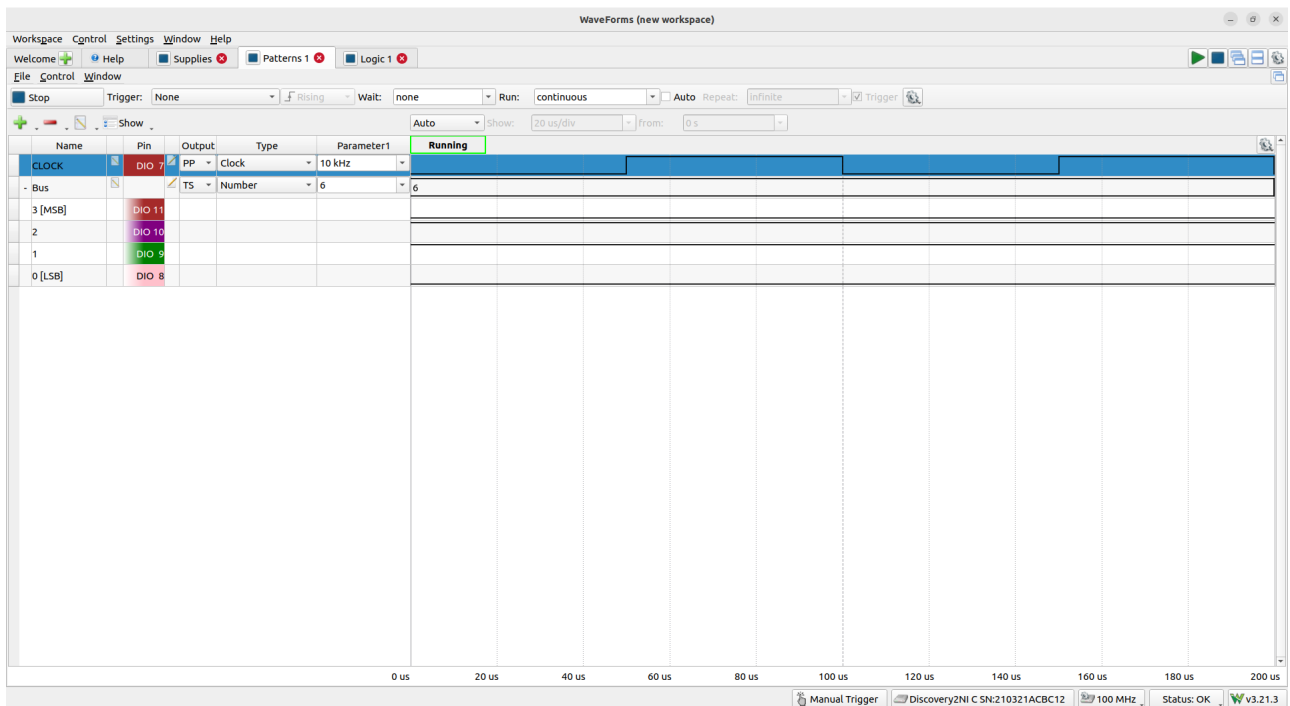 WaveForms (new workspace)
Workspace Control Settings Window Help
Welcome Help Supplies Patterns 1 Logic 1
File Control Window
Stop Trigger: None Rising Wait: none Run: continuous Auto Repeat: infinite Trigger
Show Auto Show: 20 us/div From: 0 s
Name Pin Output Type Parameter1 Running
CLOCK DIO 7 PP Clock 10 kHz
- Bus TS Number 6 6
3 [MSB] DIO 11
2 DIO 10
1 DIO 9
0 [LSB] DIO 8
0 us 20 us 40 us 60 us 80 us 100 us 120 us 140 us 160 us 180 us 200 us
Manual Trigger Discovery2NI C SN:210321ACBC12 100 MHz Status: OK v3.21.3